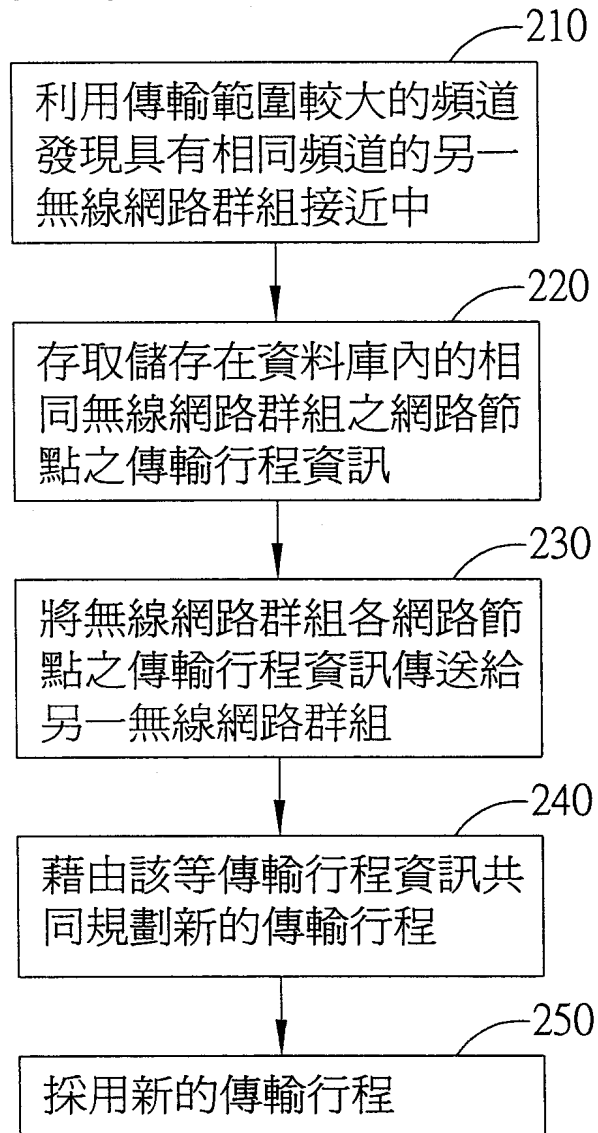 210
利用傳輸範圍較大的頻道
發現具有相同頻道的另一
無線網路群組接近中
220
存取儲存在資料庫內的相
同無線網路群組之網路節
點之傳輸行程資訊
230
將無線網路群組各網路節
點之傳輸行程資訊傳送給
另一無線網路群組
240
藉由該等傳輸行程資訊共
同規劃新的傳輸行程
250
採用新的傳輸行程